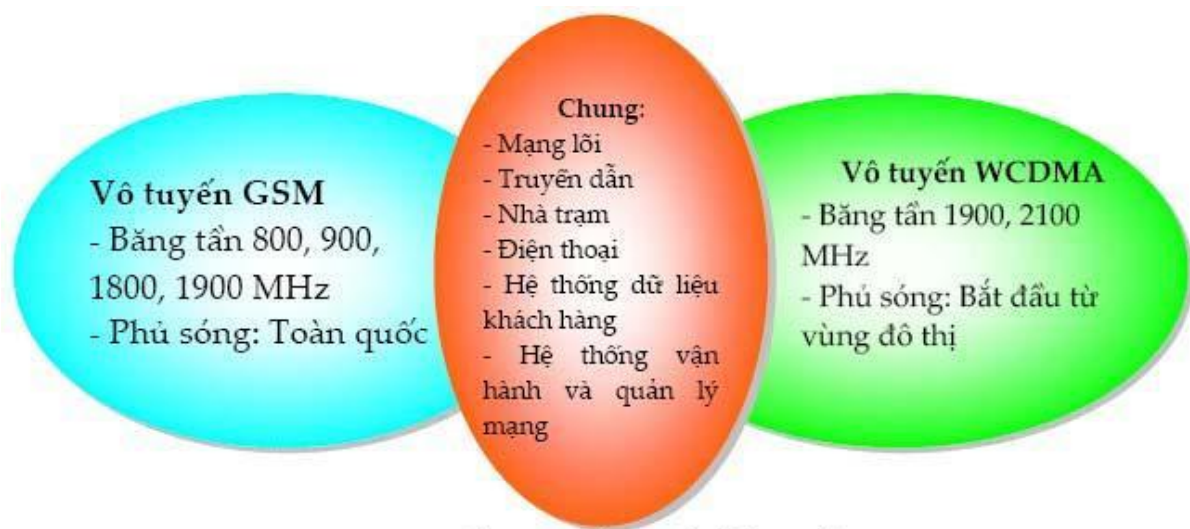 Vô tuyến GSM
- Băng tần 800, 900,
1800, 1900 MHz
- Phủ sóng: Toàn quốc
Chung:
- Mạng lõi
- Truyền dẫn
- Nhà trạm
- Điện thoại
- Hệ thống dữ liệu
khách hàng
- Hệ thống vận
hành và quản lý
mạng
Vô tuyến WCDMA
- Băng tần 1900, 2100
MHz
- Phủ sóng: Bắt đầu từ
vùng đô thị